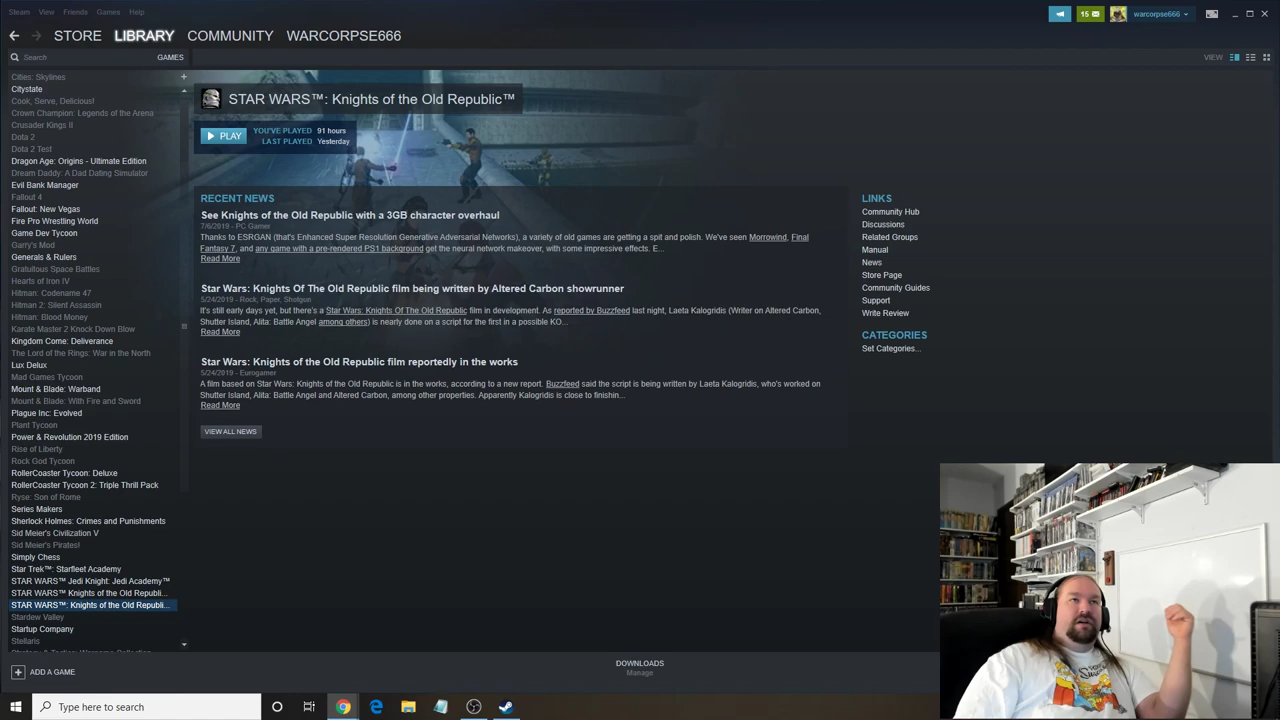 Steam View Friends Games Help
15 warcorpse666
STORE LIBRARY COMMUNITY WARCORPSE666
Search GAMES
VIEW
Cities: Skylines
Citystate
Cook, Serve, Delicious!
Crown Champion: Legends of the Arena
Crusader Kings II
Dota 2
Dota 2 Test
Dragon Age: Origins - Ultimate Edition
Dream Daddy: A Dad Dating Simulator
Evil Bank Manager
Fallout 4
Fallout: New Vegas
Fire Pro Wrestling World
Game Dev Tycoon
Garry's Mod
Generals & Rulers
Gratuitous Space Battles
Hearts of Iron IV
Hitman: Codename 47
Hitman 2: Silent Assassin
Hitman: Blood Money
Karate Master 2 Knock Down Blow
Kingdom Come: Deliverance
The Lord of the Rings: War in the North
Lux Delux
Mad Games Tycoon
Mount & Blade: Warband
Mount & Blade: With Fire and Sword
Plague Inc: Evolved
Plant Tycoon
Power & Revolution 2019 Edition
Rise of Liberty
Rock God Tycoon
RollerCoaster Tycoon: Deluxe
RollerCoaster Tycoon 2: Triple Thrill Pack
Ryse: Son of Rome
Series Makers
Sherlock Holmes: Crimes and Punishments
Sid Meier's Civilization V
Sid Meier's Pirates!
Simply Chess
Star Trek™: Starfleet Academy
STAR WARS™ Jedi Knight: Jedi Academy™
STAR WARS™ Knights of the Old Republi...
STAR WARS™: Knights of the Old Republi...
Stardew Valley
Startup Company
Stellaris
ADD A GAME
STAR WARS™: Knights of the Old Republic™
PLAY
YOU'VE PLAYED 91 hours
LAST PLAYED Yesterday
RECENT NEWS
See Knights of the Old Republic with a 3GB character overhaul
7/6/2019 - PC Gamer
Thanks to ESRGAN (that's Enhanced Super Resolution Generative Adversarial Networks), a variety of old games are getting a spit and polish. We've seen Morrowind, Final
Fantasy 7, and any game with a pre-rendered PS1 background get the neural network makeover, with some impressive effects. E...
Read More
Star Wars: Knights Of The Old Republic film being written by Altered Carbon showrunner
5/24/2019 - Rock, Paper, Shotgun
It's still early days yet, but there's a Star Wars: Knights Of The Old Republic film in development. As reported by Buzzfeed last night, Laeta Kalogridis (Writer on Altered Carbon,
Shutter Island, Alita: Battle Angel among others) is nearly done on a script for the first in a possible KO...
Read More
Star Wars: Knights of the Old Republic film reportedly in the works
5/24/2019 - Eurogamer
A film based on Star Wars: Knights of the Old Republic is in the works, according to a new report. Buzzfeed said the script is being written by Laeta Kalogridis, who's worked on
Shutter Island, Alita: Battle Angel and Altered Carbon, among other properties. Apparently Kalogridis is close to finishin...
Read More
VIEW ALL NEWS
LINKS
Community Hub
Discussions
Related Groups
Manual
News
Store Page
Community Guides
Support
Write Review
CATEGORIES
Set Categories...
DOWNLOADS
Manage
Type here to search